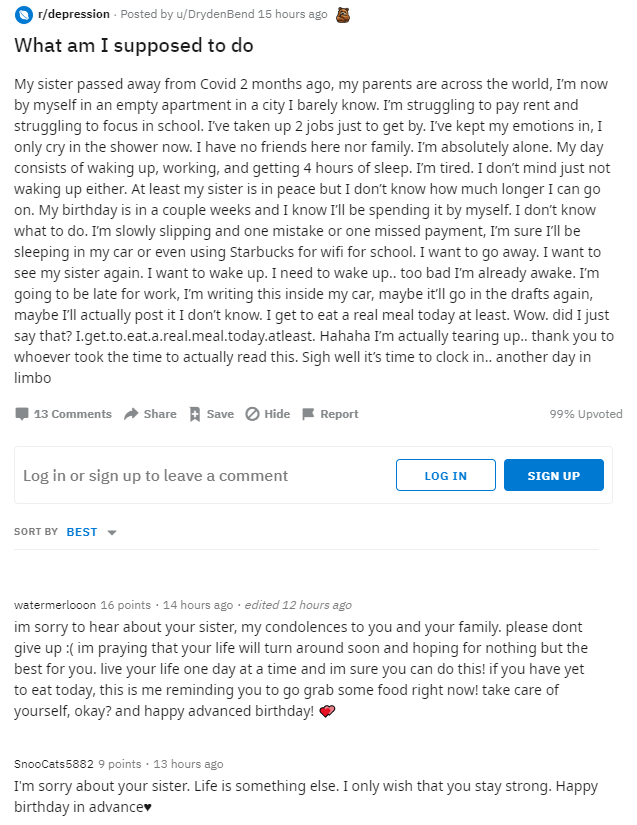 r/depression · Posted by u/DrydenBend 15 hours ago
What am I supposed to do
My sister passed away from Covid 2 months ago, my parents are across the world, I’m now
by myself in an empty apartment in a city I barely know. I’m struggling to pay rent and
struggling to focus in school. I’ve taken up 2 jobs just to get by. I’ve kept my emotions in, I
only cry in the shower now. I have no friends here nor family. I’m absolutely alone. My day
consists of waking up, working, and getting 4 hours of sleep. I’m tired. I don’t mind just not
waking up either. At least my sister is in peace but I don’t know how much longer I can go
on. My birthday is in a couple weeks and I know I’ll be spending it by myself. I don’t know
what to do. I’m slowly slipping and one mistake or one missed payment, I’m sure I’ll be
sleeping in my car or even using Starbucks for wifi for school. I want to go away. I want to
see my sister again. I want to wake up. I need to wake up.. too bad I’m already awake. I’m
going to be late for work, I’m writing this inside my car, maybe it’ll go in the drafts again,
maybe I’ll actually post it I don’t know. I get to eat a real meal today at least. Wow. did I just
say that? I.get.to.eat.a.real.meal.today.atleast. Hahaha I’m actually tearing up.. thank you to
whoever took the time to actually read this. Sigh well it’s time to clock in.. another day in
limbo
13 Comments Share Save Hide Report 99% Upvoted
Log in or sign up to leave a comment LOG IN SIGN UP
SORT BY BEST
watermerlooon 16 points · 14 hours ago · edited 12 hours ago
im sorry to hear about your sister, my condolences to you and your family. please dont
give up :( im praying that your life will turn around soon and hoping for nothing but the
best for you. live your life one day at a time and im sure you can do this! if you have yet
to eat today, this is me reminding you to go grab some food right now! take care of
yourself, okay? and happy advanced birthday! 💕
SnooCats5882 9 points · 13 hours ago
I'm sorry about your sister. Life is something else. I only wish that you stay strong. Happy
birthday in advance♥